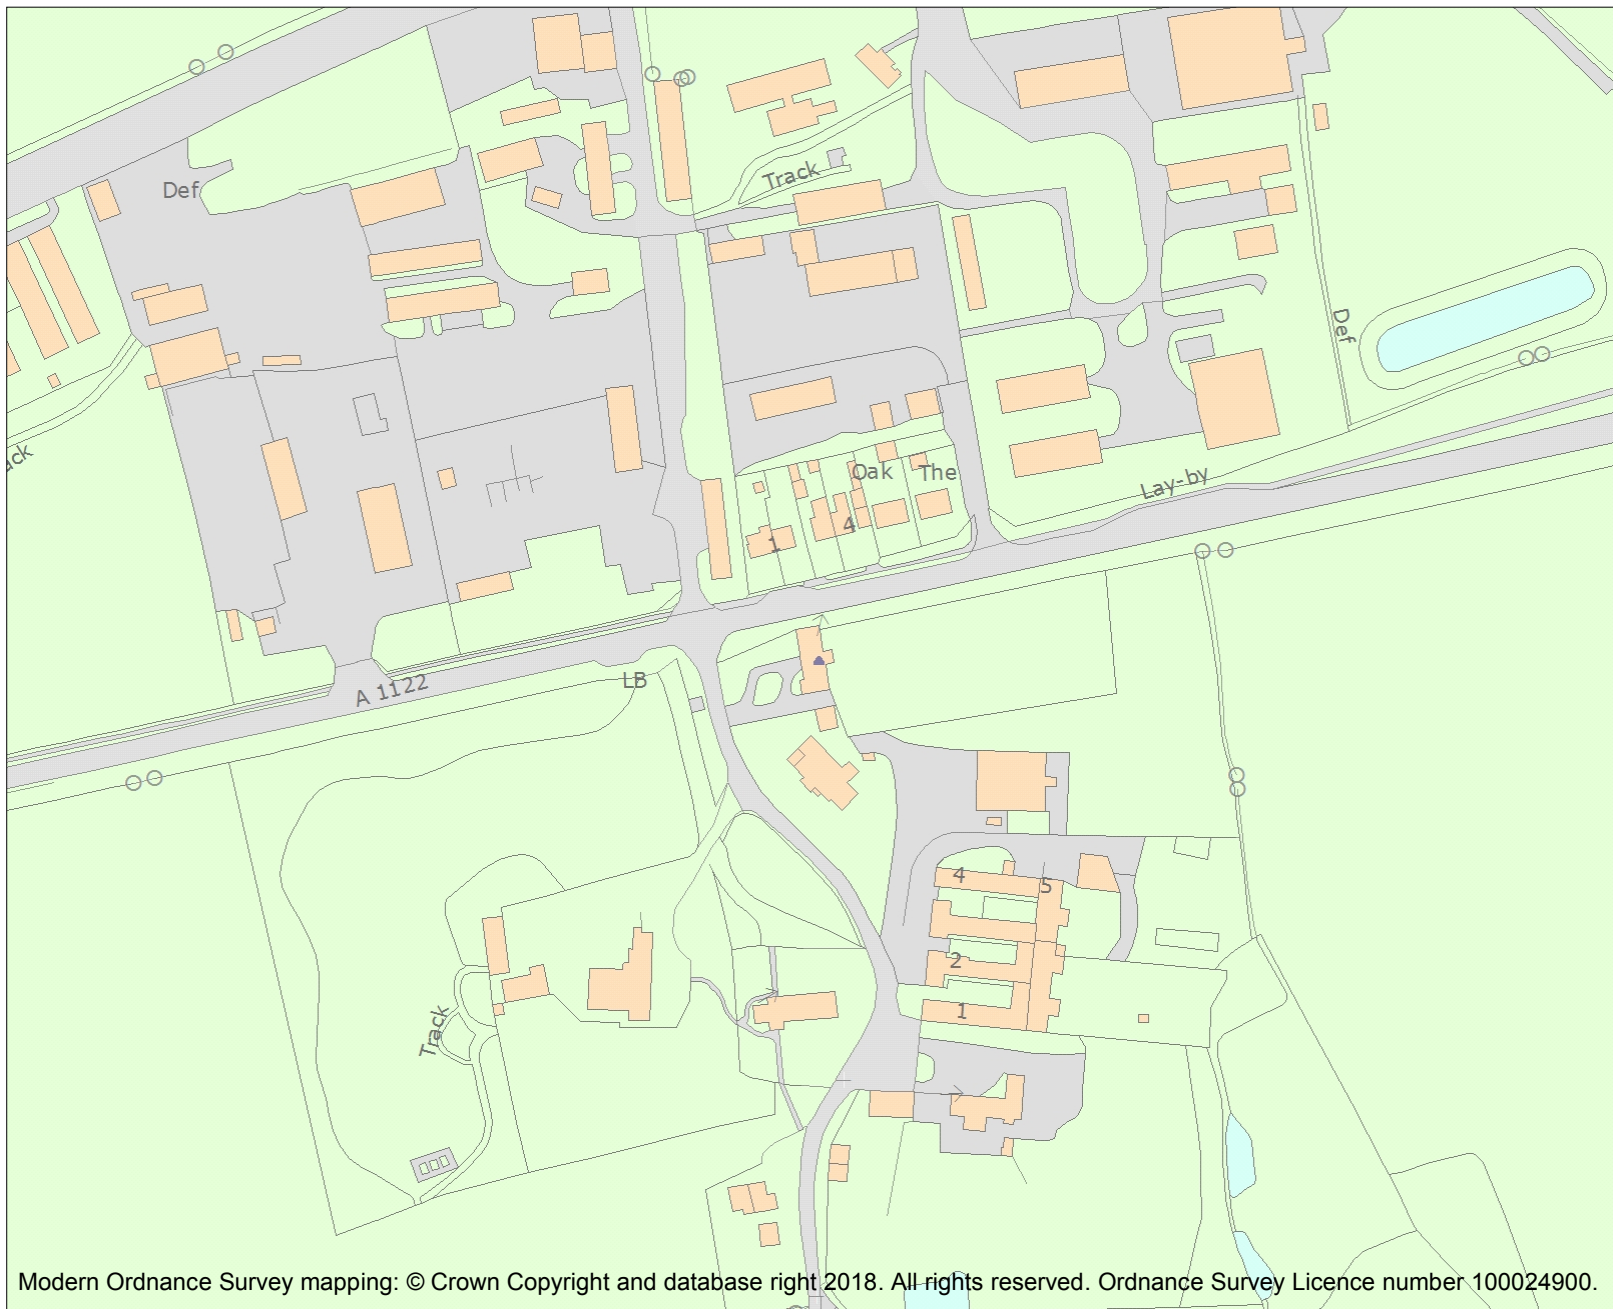 Def
Track
Def
ack
Oak
The
Lay-by
4
1
LB
A 1122
4
5
2
1
Track
Modern Ordnance Survey mapping: © Crown Copyright and database right 2018. All rights reserved. Ordnance Survey Licence number 100024900.